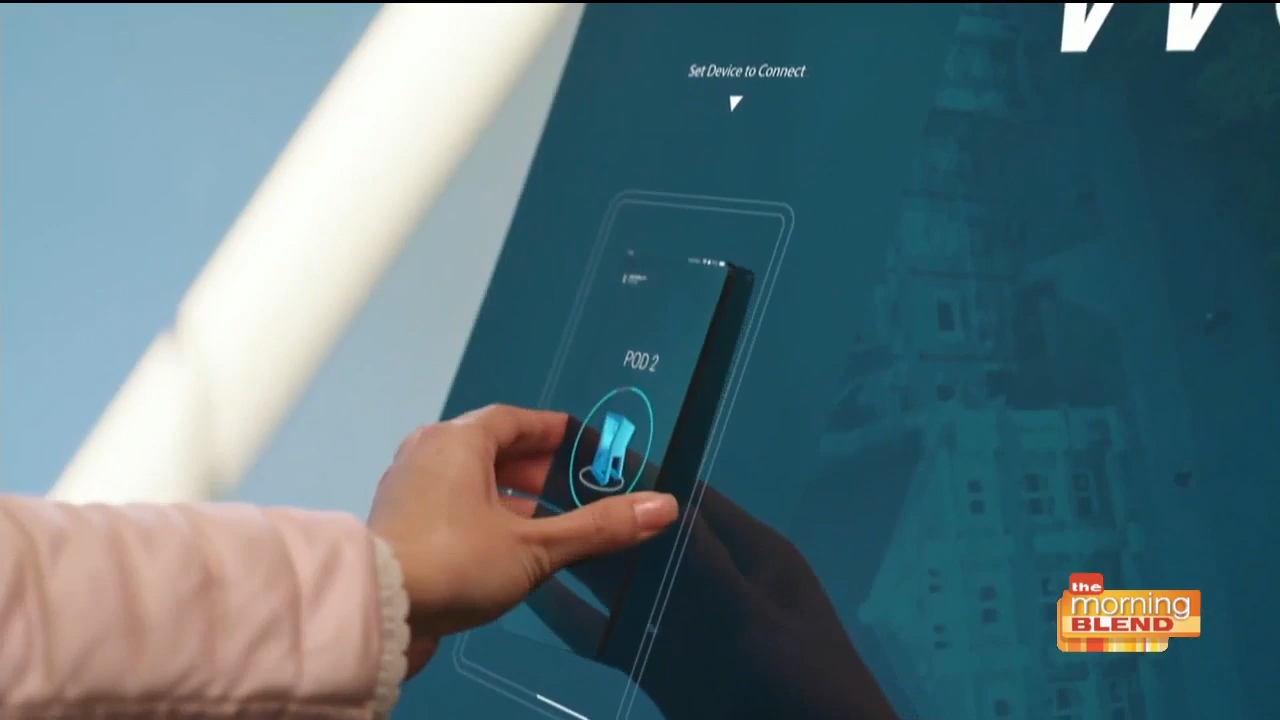 Set Device to Connect
POD 2
the
morning
BLEND